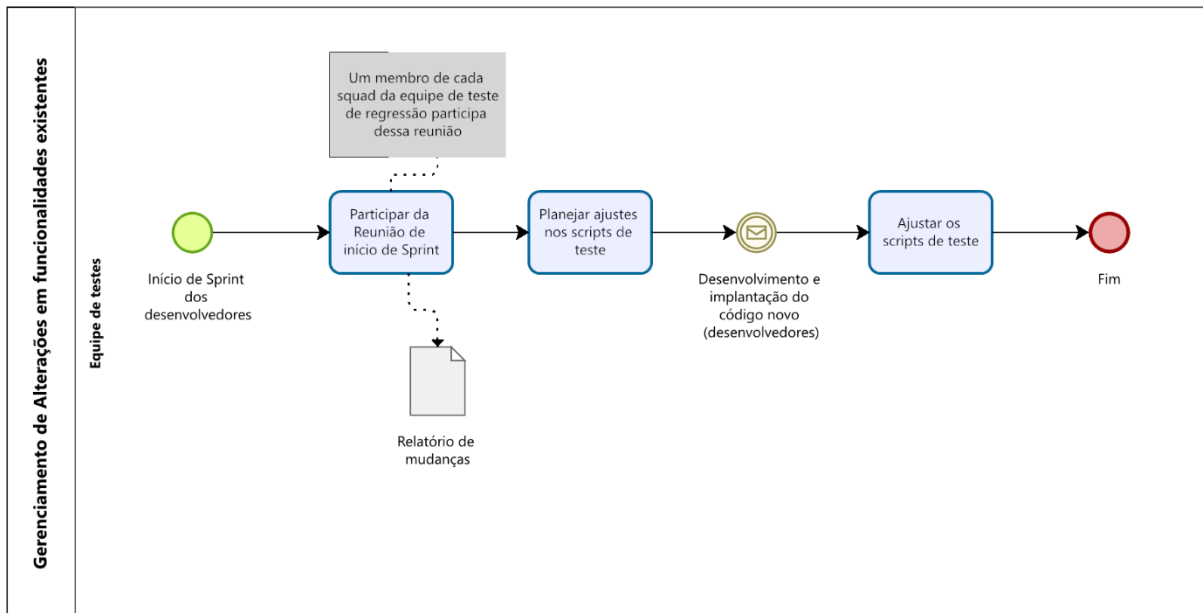 Gerenciamento de Alterações em funcionalidades existentes
Equipe de testes
Um membro de cada
squad da equipe de teste
de regressão participa
dessa reunião
Início de Sprint
dos
desenvolvedores
Participar da
Reunião de
início de Sprint
Relatório de
mudanças
Planejar ajustes
nos scripts de
teste
Desenvolvimento e
implantação do
código novo
(desenvolvedores)
Ajustar os
scripts de teste
Fim